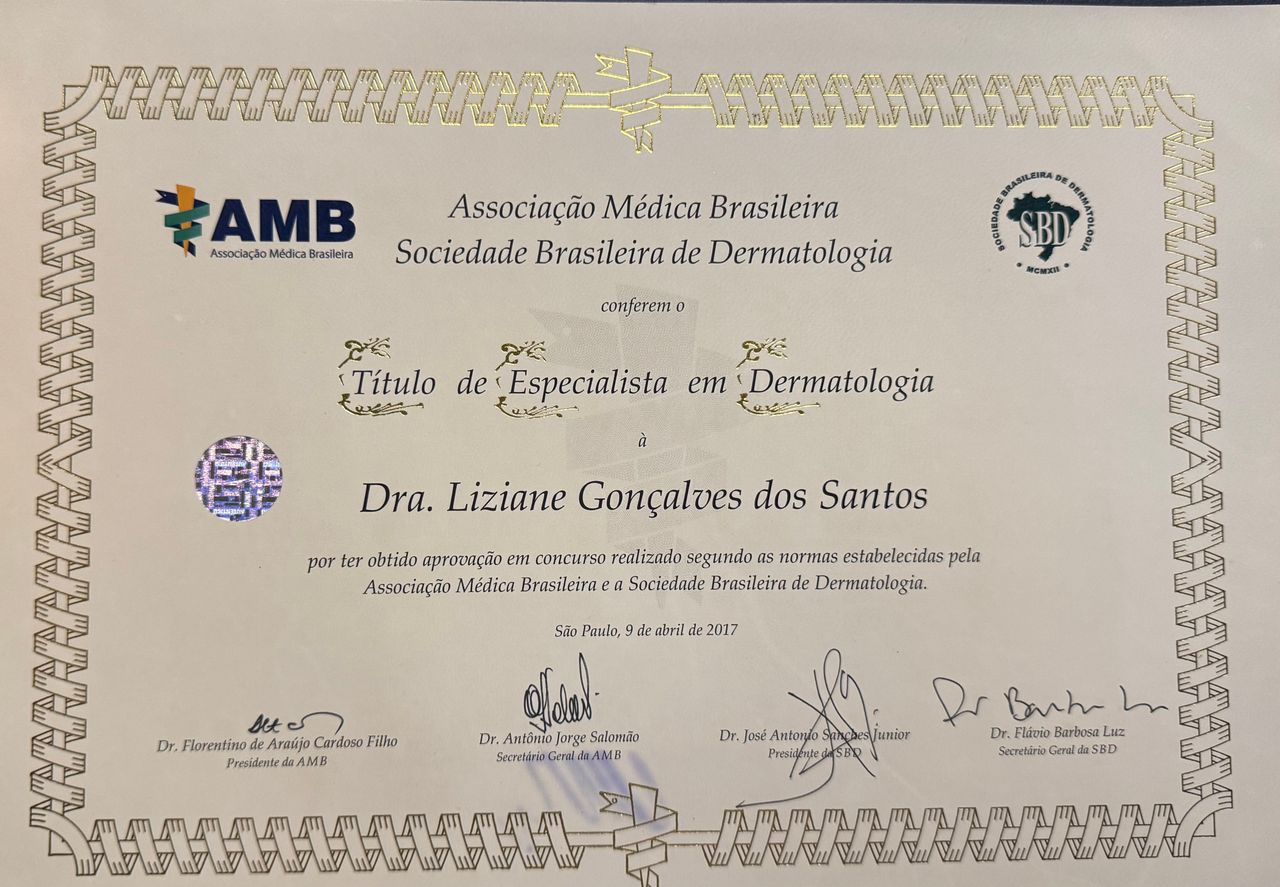 AMB
Associação Médica Brasileira
Associação Médica Brasileira
Sociedade Brasileira de Dermatologia
SOCIEDADE BRASILEIRA DE DERMATOLOGIA
SBD
• MCMXII •
conferem o
Título de Especialista em Dermatologia
à
Dra. Liziane Gonçalves dos Santos
por ter obtido aprovação em concurso realizado segundo as normas estabelecidas pela
Associação Médica Brasileira e a Sociedade Brasileira de Dermatologia.
São Paulo, 9 de abril de 2017
Dr. Florentino de Araújo Cardoso Filho
Presidente da AMB
Dr. Antônio Jorge Salomão
Secretário Geral da AMB
Dr. José Antonio Sanches Junior
Presidente da SBD
Dr. Flávio Barbosa Luz
Secretário Geral da SBD